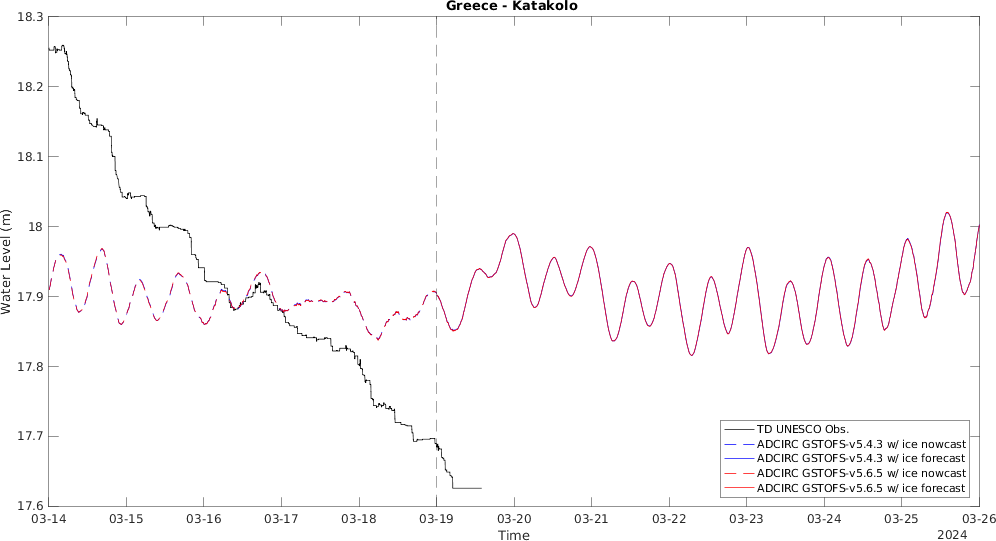 Greece - Katakolo
Water Level (m)
18.3
18.2
18.1
18
17.9
17.8
17.7
17.6
03-14
03-15
03-16
03-17
03-18
03-19
03-20
03-21
03-22
03-23
03-24
03-25
03-26
Time
2024
TD UNESCO Obs.
ADCIRC GSTOFS-v5.4.3 w/ ice nowcast
ADCIRC GSTOFS-v5.4.3 w/ ice forecast
ADCIRC GSTOFS-v5.6.5 w/ ice nowcast
ADCIRC GSTOFS-v5.6.5 w/ ice forecast